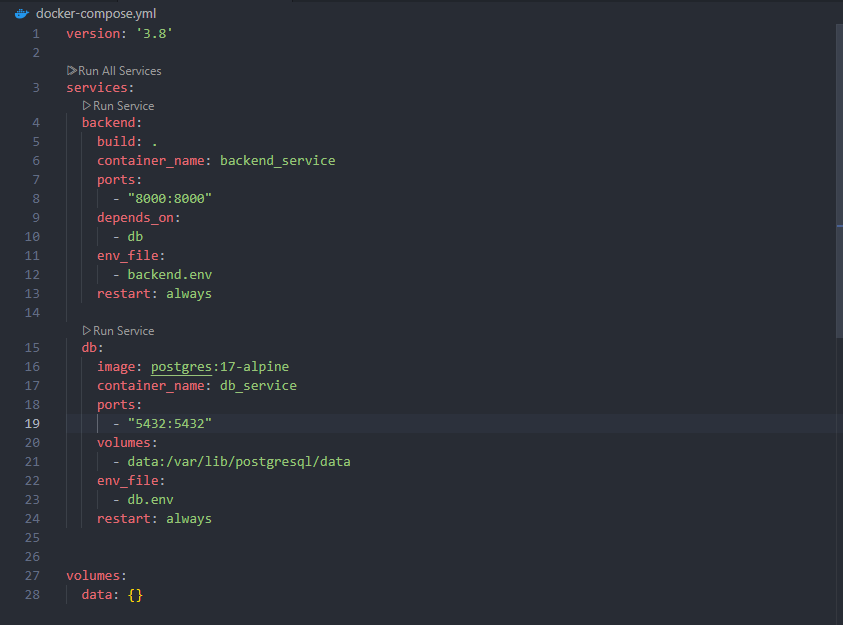 docker-compose.yml
1 version: '3.8'
2
Run All Services
3 services:
Run Service
4   backend:
5     build: .
6     container_name: backend_service
7     ports:
8       - "8000:8000"
9     depends_on:
10       - db
11     env_file:
12       - backend.env
13     restart: always
14
Run Service
15   db:
16     image: postgres:17-alpine
17     container_name: db_service
18     ports:
19       - "5432:5432"
20     volumes:
21       - data:/var/lib/postgresql/data
22     env_file:
23       - db.env
24     restart: always
25
26
27 volumes:
28   data: {}